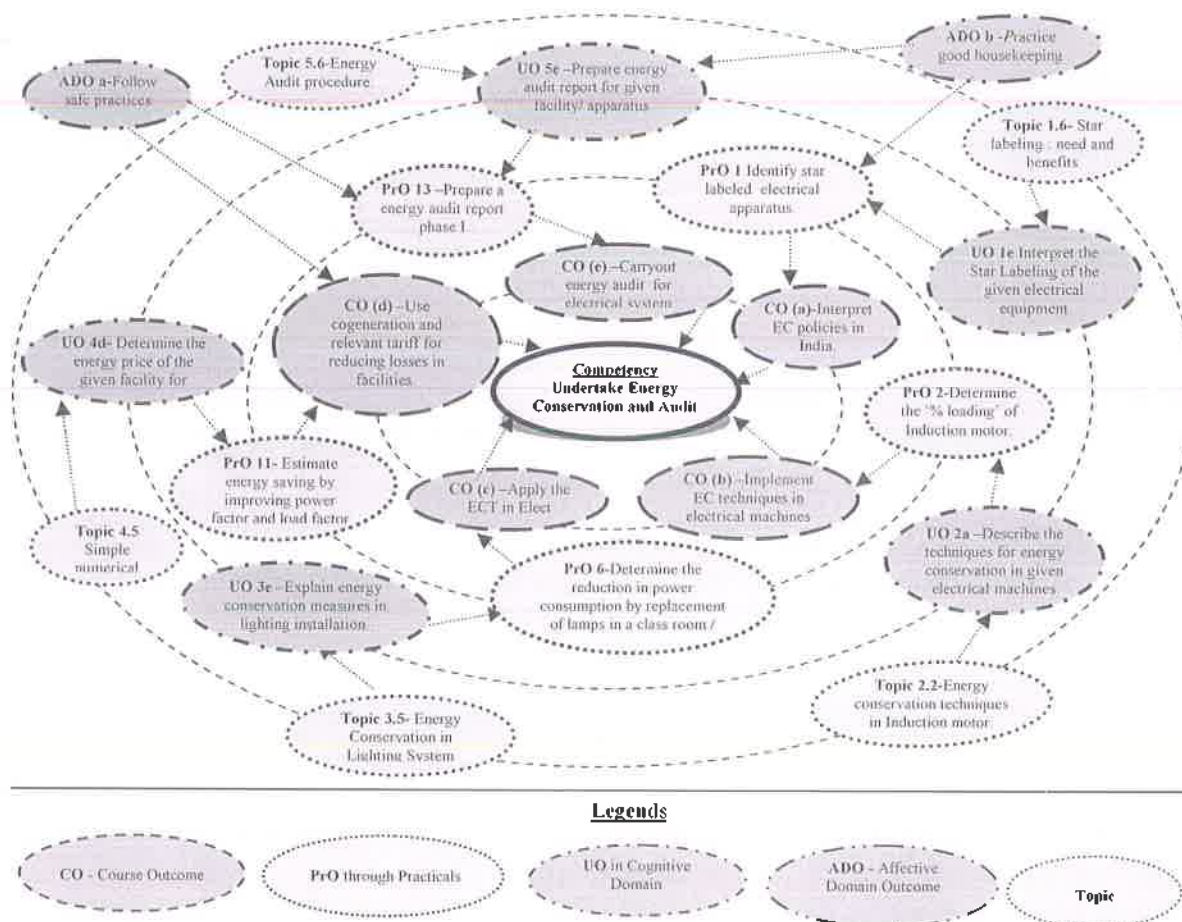 ADO b -Practice
good housekeeping
Topic 5.6-Energy
Audit procedure
UO 5e –Prepare energy
audit report for given
facility/ apparatus
ADO a-Follow
safe practices
Topic 1.6- Star
labeling : need and
benefits
PrO 1 Identify star
labeled electrical
apparatus
PrO 13 –Prepare a
energy audit report
phase I
UO 1e Interpret the
Star Labeling of the
given electrical
equipment
CO (e) –Carryout
energy audit for
electrical system
CO (d) –Use
cogeneration and
relevant tariff for
reducing losses in
facilities
CO (a)-Interpret
EC policies in
India.
UO 4d- Determine the
energy price of the
given facility for
Competency
Undertake Energy
Conservation and Audit
PrO 2-Determine
the "% loading" of
Induction motor.
PrO 11- Estimate
energy saving by
improving power
factor and load factor
CO (c) –Apply the
ECT in Elect
CO (b) –Implement
EC techniques in
electrical machines
Topic 4.5
Simple
numerical
UO 2a –Describe the
techniques for energy
conservation in given
electrical machines
UO 3e –Explain energy
conservation measures in
lighting installation.
PrO 6-Determine the
reduction in power
consumption by replacement
of lamps in a class room /
Topic 2.2-Energy
conservation techniques
in Induction motor
Topic 3.5- Energy
Conservation in
Lighting System
Legends
CO - Course Outcome
PrO through Practicals
UO in Cognitive
Domain
ADO - Affective
Domain Outcome
Topic